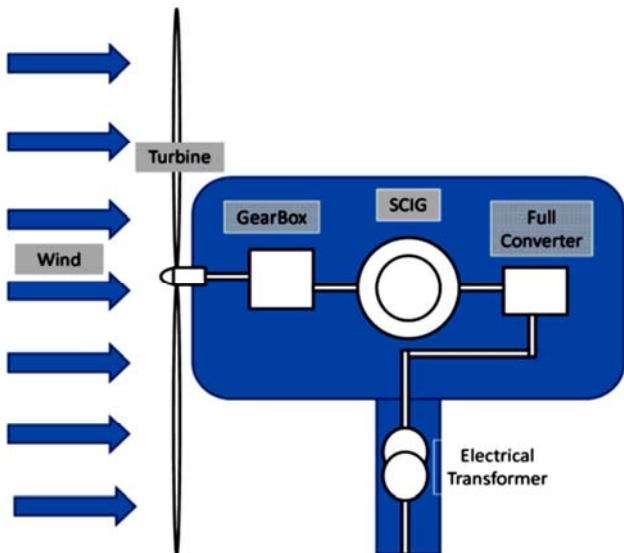 Turbine
SCIG
GearBox
Full
Converter
Wind
Electrical
Transformer